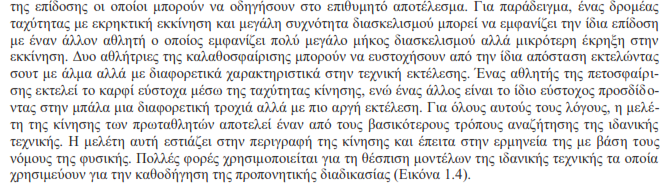 της επίδοσης οι οποίοι μπορούν να οδηγήσουν στο επιθυμητό αποτέλεσμα. Για παράδειγμα, ένας δρομέας
ταχύτητας με εκρηκτική εκκίνηση και μεγάλη συχνότητα διασκελισμού μπορεί να εμφανίζει την ίδια επίδοση
με έναν άλλον αθλητή ο οποίος εμφανίζει πολύ μεγάλο μήκος διασκελισμού αλλά μικρότερη έκρηξη στην
εκκίνηση. Δυο αθλήτριες της καλαθοσφαίρισης μπορούν να ευστοχήσουν από την ίδια απόσταση εκτελώντας
σουτ με άλμα αλλά με διαφορετικά χαρακτηριστικά στην τεχνική εκτέλεσης. Ένας αθλητής της πετοσφαίρι-
σης εκτελεί το καρφί εύστοχα μέσω της ταχύτητας κίνησης, ενώ ένας άλλος είναι το ίδιο εύστοχος προσδίδο-
ντας στην μπάλα μια διαφορετική τροχιά αλλά με πιο αργή εκτέλεση. Για όλους αυτούς τους λόγους, η μελέ-
τη της κίνησης των πρωταθλητών αποτελεί έναν από τους βασικότερους τρόπους αναζήτησης της ιδανικής
τεχνικής. Η μελέτη αυτή εστιάζει στην περιγραφή της κίνησης και έπειτα στην ερμηνεία της με βάση τους
νόμους της φυσικής. Πολλές φορές χρησιμοποιείται για τη θέσπιση μοντέλων της ιδανικής τεχνικής τα οποία
χρησιμεύουν για την καθοδήγηση της προπονητικής διαδικασίας (Εικόνα 1.4).